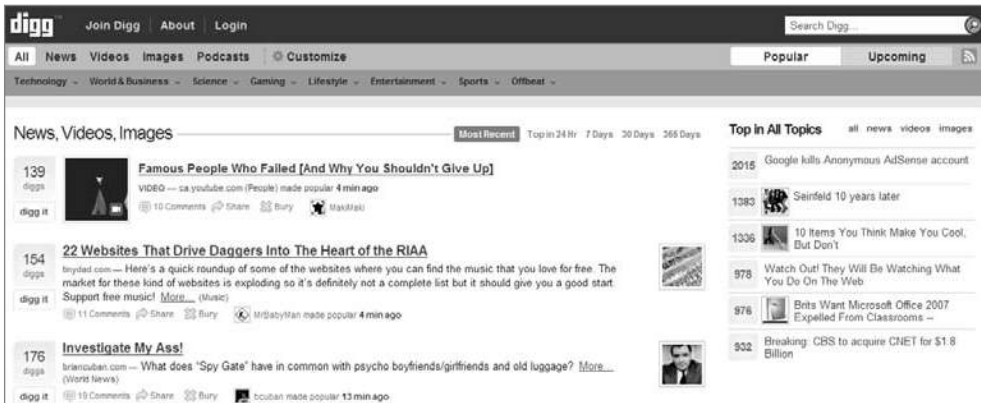 digg Join Digg About Login Search Digg...
All News Videos Images Podcasts Customize Popular Upcoming
Technology World & Business Science Gaming Lifestyle Entertainment Sports Offbeat
News, Videos, Images Most Recent Top in 24 Hr 7 Days 30 Days 365 Days
139 diggs
digg it
Famous People Who Failed [And Why You Shouldn't Give Up]
VIDEO — ca.youtube.com (People) made popular 4 min ago
10 Comments Share Bury MakiMaki
154 diggs
digg it
22 Websites That Drive Daggers Into The Heart of the RIAA
tnydad.com — Here's a quick roundup of some of the websites where you can find the music that you love for free. The
market for these kind of websites is exploding so it's definitely not a complete list but it should give you a good start.
Support free music! More... (Music)
11 Comments Share Bury MrBabyMan made popular 4 min ago
176 diggs
digg it
Investigate My Ass!
briancuban.com — What does "Spy Gate" have in common with psycho boyfriends/girlfriends and old luggage? More...
(World News)
19 Comments Share Bury bcuban made popular 13 min ago
Top in All Topics all news videos images
2015 Google kills Anonymous AdSense account
1383 Seinfeld 10 years later
1336 10 Items You Think Make You Cool,
But Don't
978 Watch Out! They Will Be Watching What
You Do On The Web
976 Brits Want Microsoft Office 2007
Expelled From Classrooms –
932 Breaking: CBS to acquire CNET for $1.8
Billion